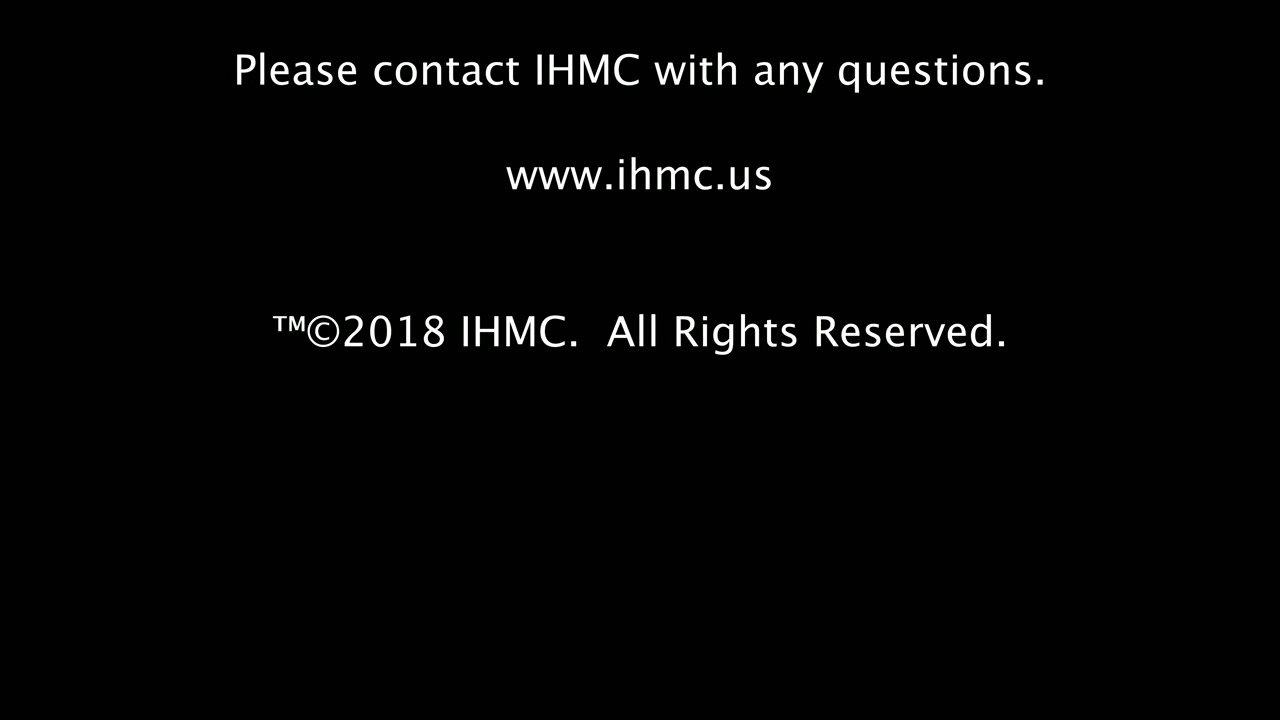 Please contact IHMC with any questions.
www.ihmc.us
™©2018 IHMC.  All Rights Reserved.